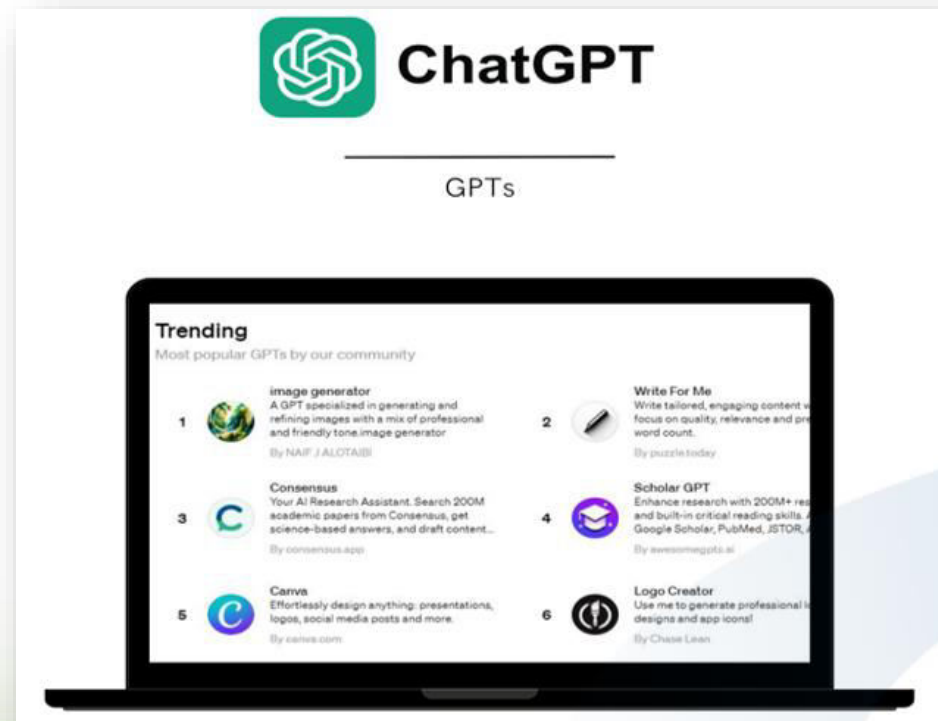 ChatGPT
GPTs
Trending
Most popular GPTs by our community
1
image generator
A GPT specialized in generating and
refining images with a mix of professional
and friendly tone.image generator
By NAIF J ALOTAIBI
2
Write For Me
Write tailored, engaging content
focus on quality, relevance and
word count.
By puzzle.today
3
Consensus
Your AI Research Assistant. Search 200M
academic papers from Consensus, get
science-based answers, and draft content...
By consensus.app
4
Scholar GPT
Enhance research with 200M+
and built-in critical reading skills.
Google Scholar, PubMed, JSTOR,
By awesomegpts.ai
5
Canva
Effortlessly design anything: presentations,
logos, social media posts and more.
By canva.com
6
Logo Creator
Use me to generate professional
designs and app icons!
By Chase Lean